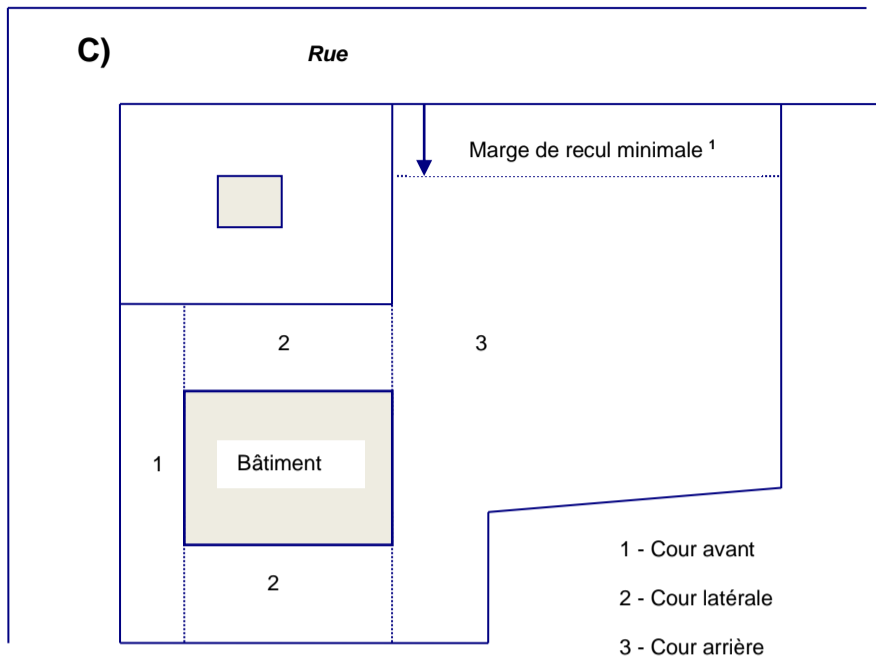 C)
Rue
Marge de recul minimale ¹
2
3
1
Bâtiment
1 - Cour avant
2
2 - Cour latérale
3 - Cour arrière